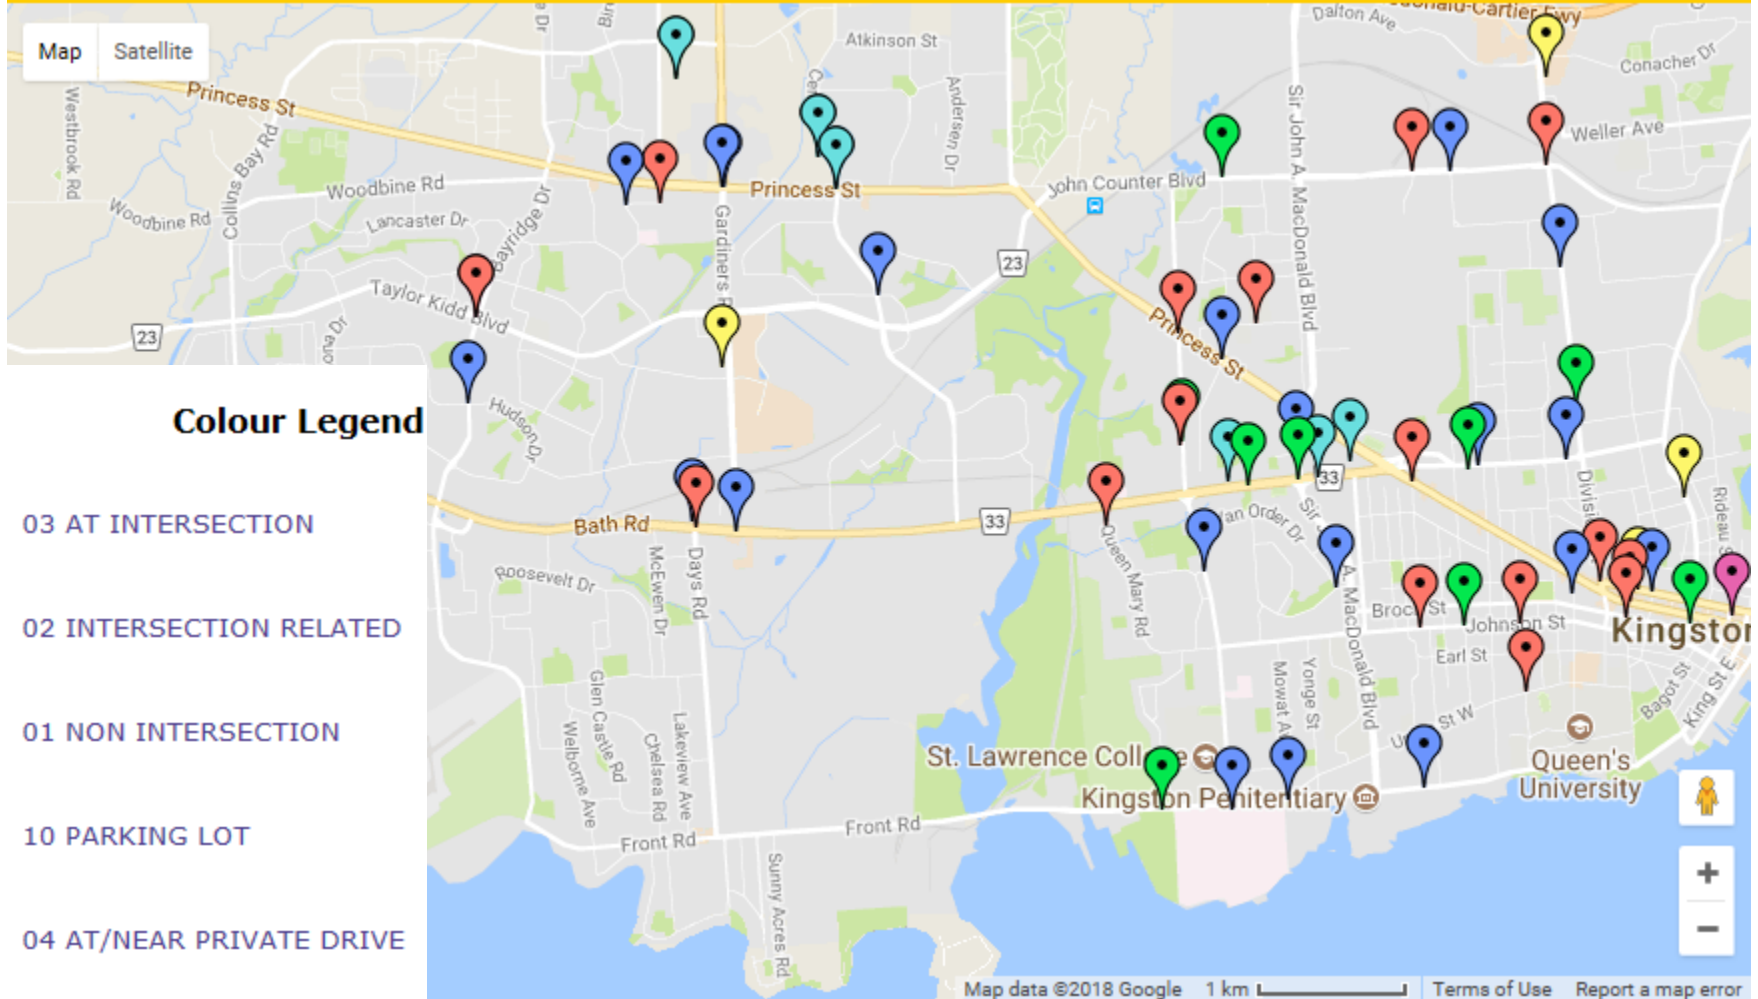 Map Satellite
Princess St
Westbrook Rd
Collins Bay Rd
Woodbine Rd
Woodbine Rd
Lancaster Dr
Bayridge Dr
Taylor Kidd Blvd
23
Hudson Dr
Atkinson St
Andersen Dr
Princess St
Gardiners
23
John Counter Blvd
Sir John A. MacDonald Blvd
Dalton Ave
Conacher Dr
Weller Ave
Princess St
Colour Legend
03 AT INTERSECTION
02 INTERSECTION RELATED
01 NON INTERSECTION
10 PARKING LOT
04 AT/NEAR PRIVATE DRIVE
Bath Rd
33
33
Roosevelt Dr
McEwen Dr
Days Rd
Glen Castle Rd
Welborne Ave
Chelsea Rd
Lakeview Ave
Front Rd
Front Rd
Sunny Acres Rd
Queen Mary Rd
Van Order Dr
A. MacDonald Blvd
Brock St
Johnson St
Earl St
Kingston
Mowat
Yonge St
Bagot St
King St E
St W
Rideau
St. Lawrence College
Kingston Penitentiary
Queen's
University
+
−
Map data ©2018 Google 1 km Terms of Use Report a map error